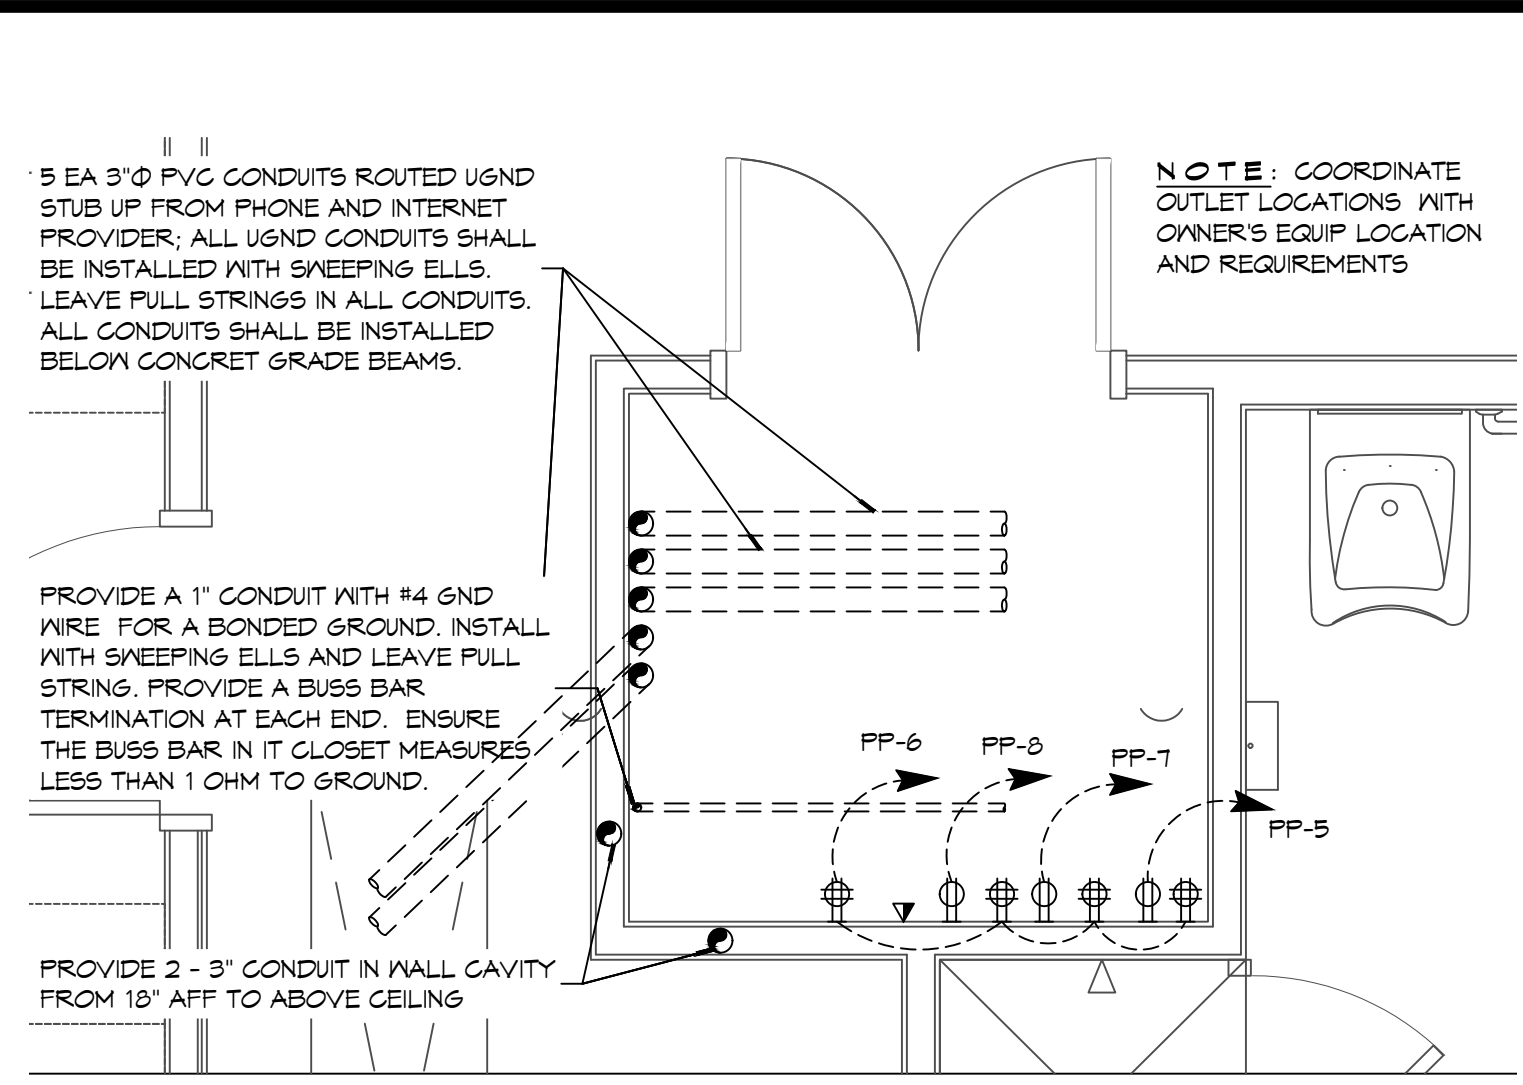 5 EA 3"Φ PVC CONDUITS ROUTED UGND
STUB UP FROM PHONE AND INTERNET
PROVIDER; ALL UGND CONDUITS SHALL
BE INSTALLED WITH SWEEPING ELLS.
LEAVE PULL STRINGS IN ALL CONDUITS.
ALL CONDUITS SHALL BE INSTALLED
BELOW CONCRET GRADE BEAMS.
NOTE: COORDINATE
OUTLET LOCATIONS WITH
OWNER'S EQUIP LOCATION
AND REQUIREMENTS
PROVIDE A 1" CONDUIT WITH #4 GND
WIRE FOR A BONDED GROUND. INSTALL
WITH SWEEPING ELLS AND LEAVE PULL
STRING. PROVIDE A BUSS BAR
TERMINATION AT EACH END. ENSURE
THE BUSS BAR IN IT CLOSET MEASURES
LESS THAN 1 OHM TO GROUND.
PP-6
PP-8
PP-7
PP-5
PROVIDE 2 - 3" CONDUIT IN WALL CAVITY
FROM 18" AFF TO ABOVE CEILING